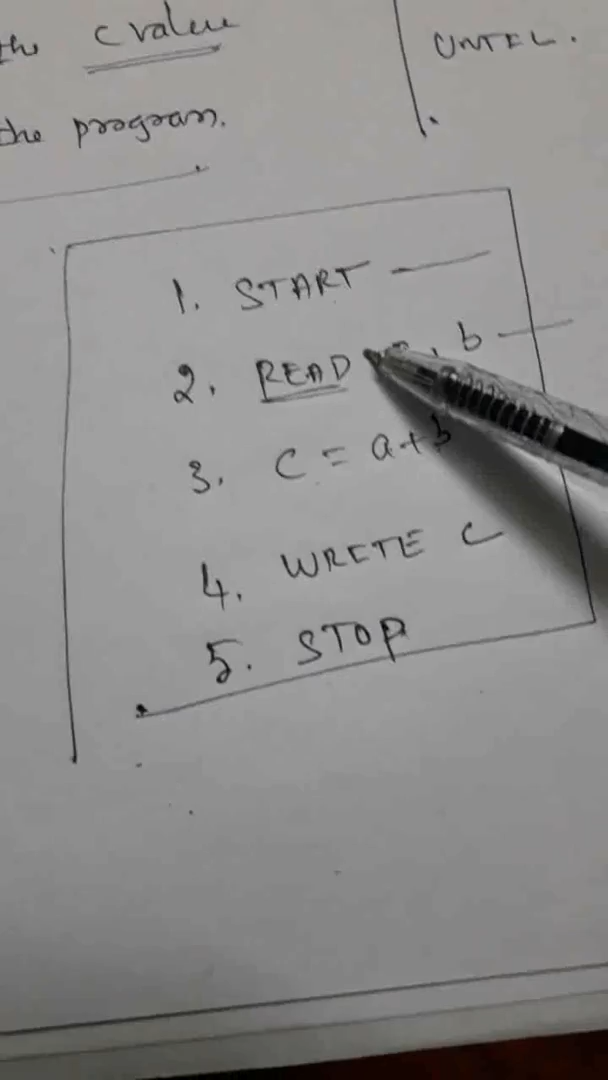 the c value
the program.
UNTIL.
1. START —
2. READ , b —
3. C = a+b
4. WRITE C
5. STOP